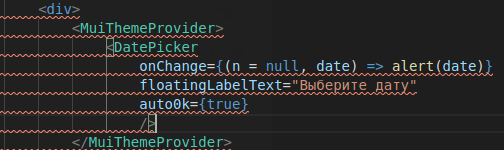 <div>
<MuiThemeProvider>
<DatePicker
onChange={(n = null, date) => alert(date)}
floatingLabelText="Выберите дату"
autoOk={true}
/>
</MuiThemeProvider>